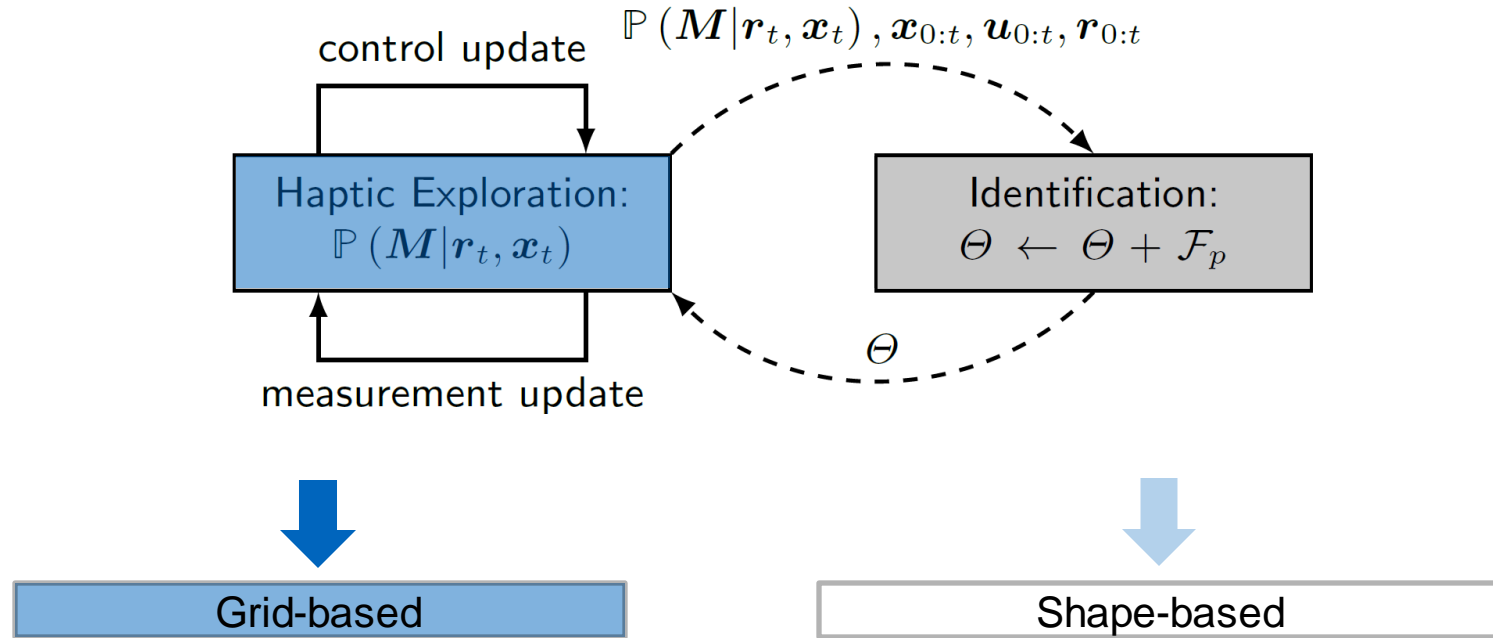 ℙ (M|r_t, x_t) , x_{0:t}, u_{0:t}, r_{0:t}
control update
Haptic Exploration:
ℙ (M|r_t, x_t)
Identification:
Θ ← Θ + ℱ_p
Θ
measurement update
Grid-based
Shape-based